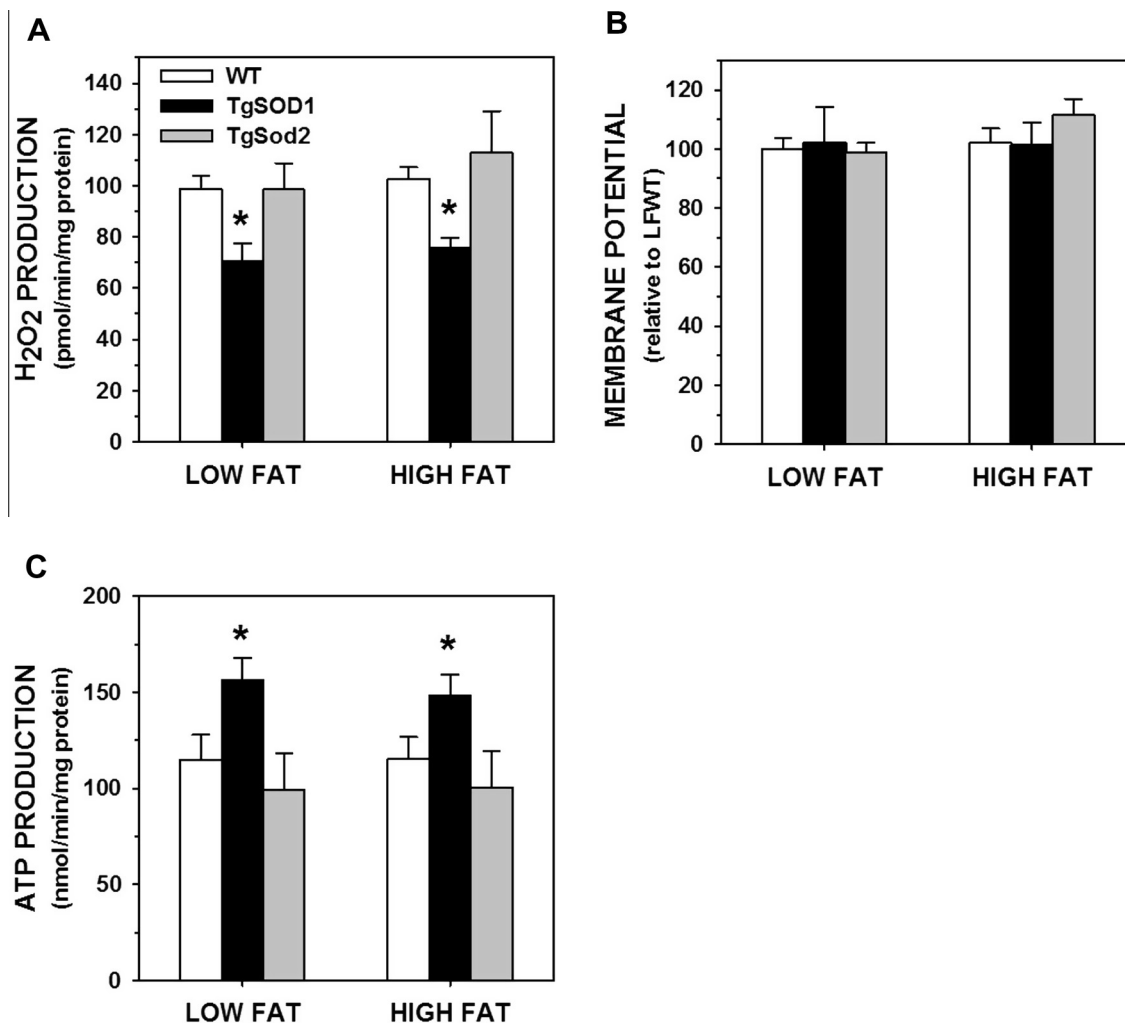 A
H2O2 PRODUCTION
(pmol/min/mg protein)
140
120
100
80
60
40
20
0
WT
TgSOD1
TgSod2
*
*
LOW FAT
HIGH FAT
B
MEMBRANE POTENTIAL
(relative to LFWT)
120
100
80
60
40
20
0
LOW FAT
HIGH FAT
C
ATP PRODUCTION
(nmol/min/mg protein)
200
150
100
50
0
*
*
LOW FAT
HIGH FAT